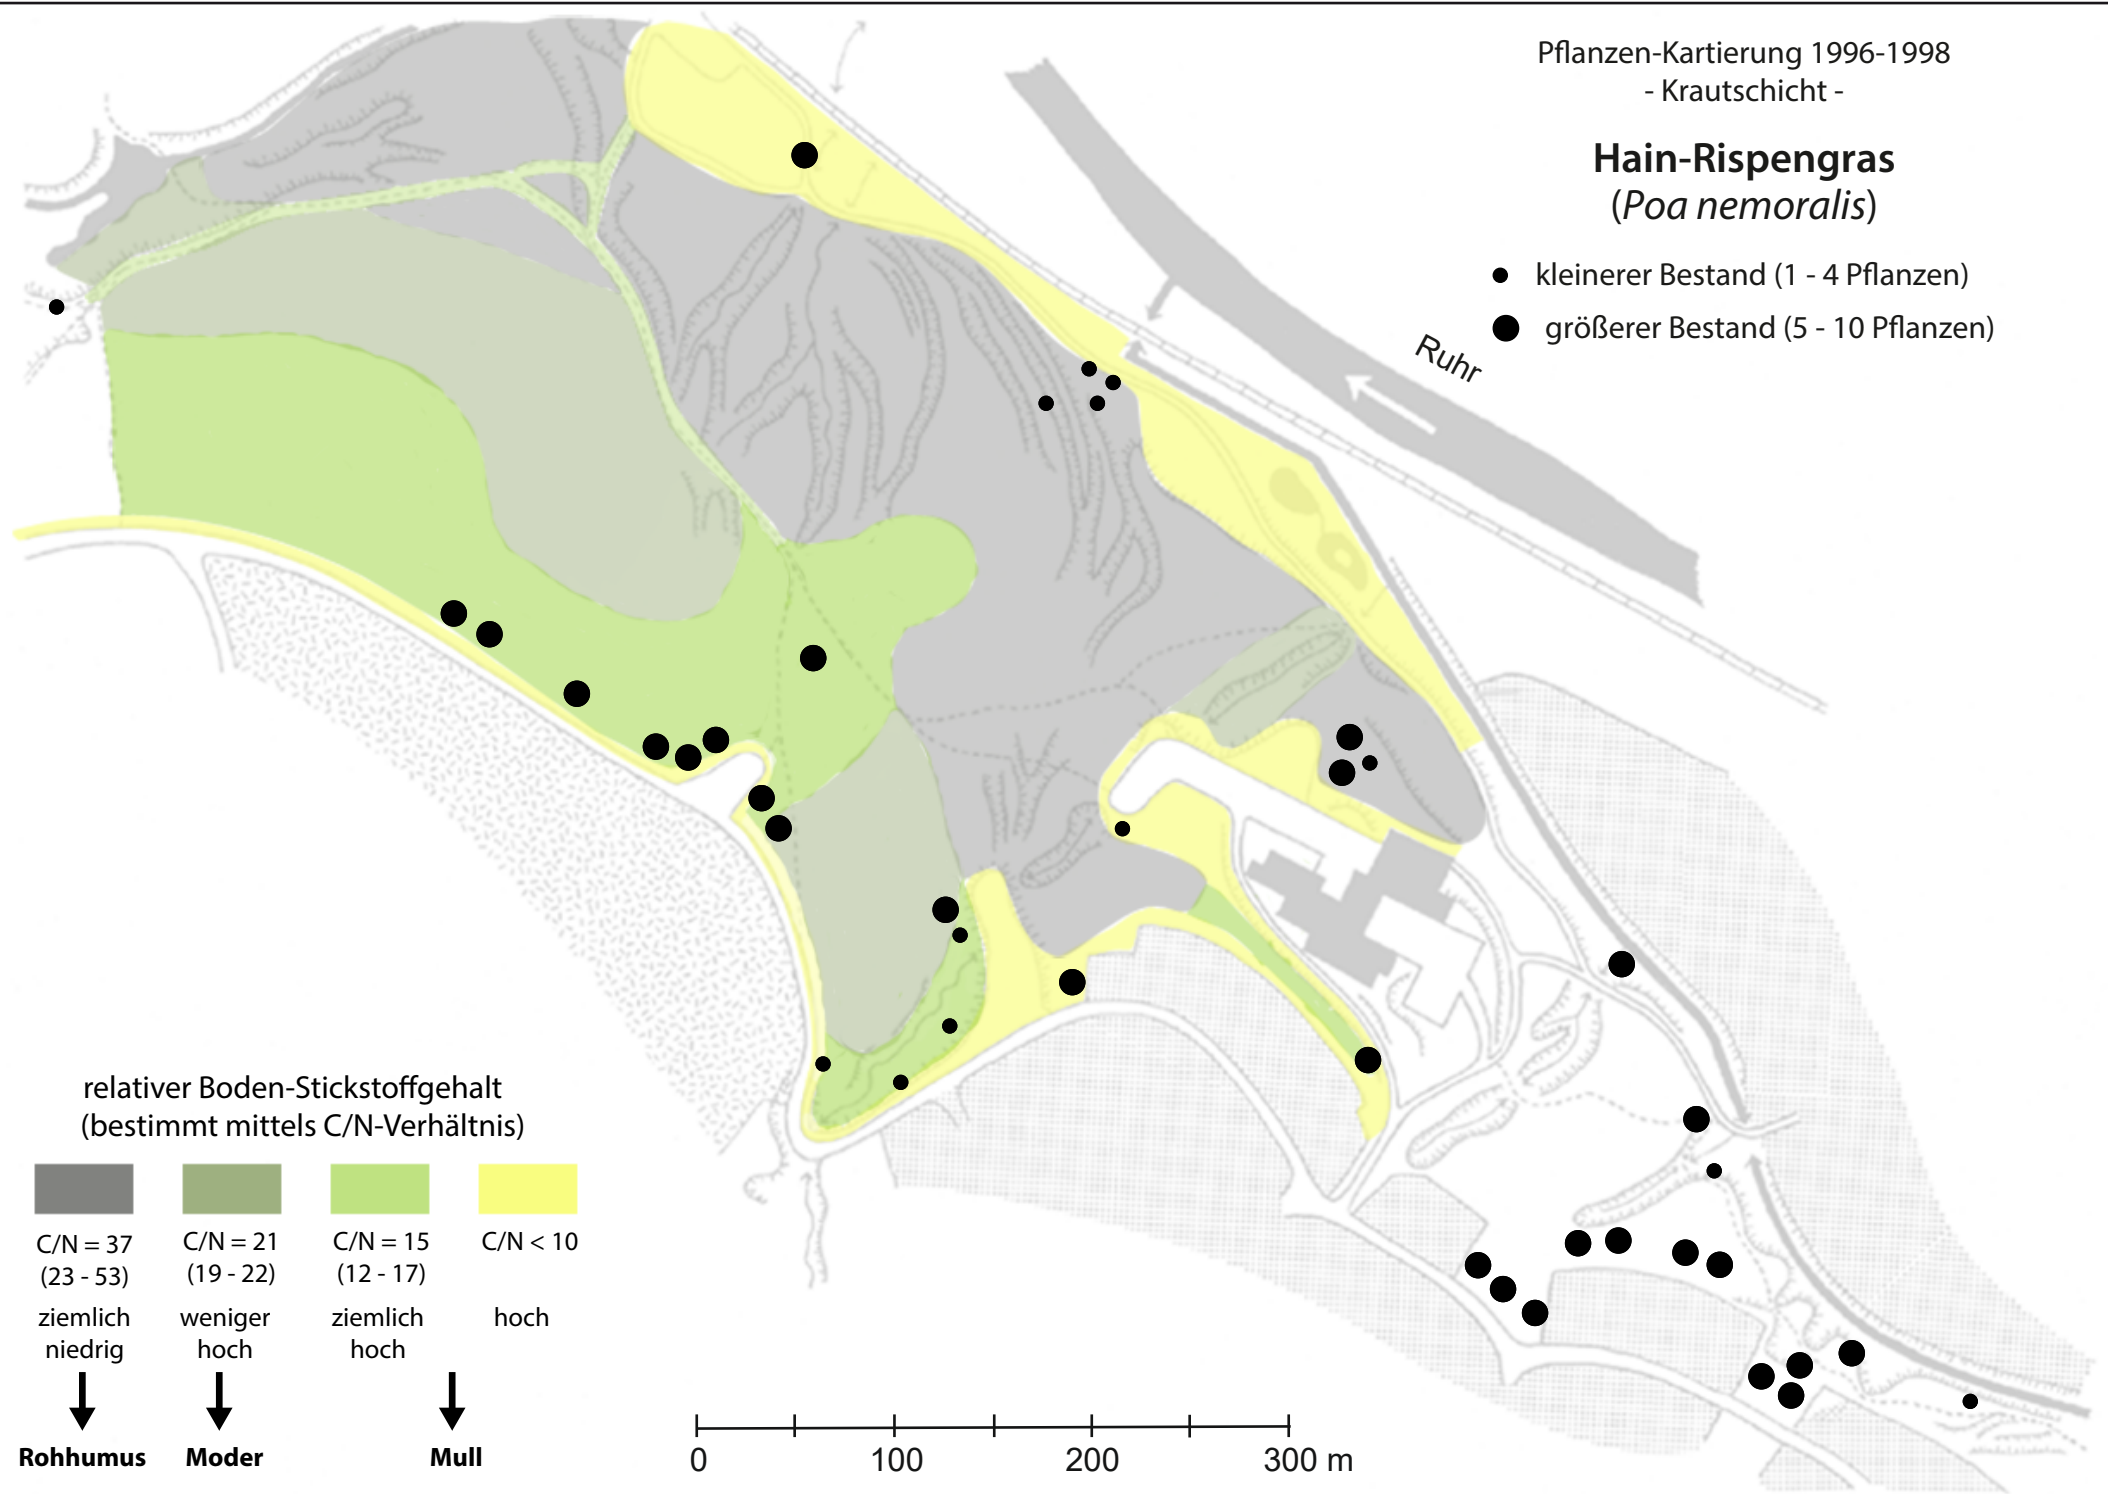 Pflanzen-Kartierung 1996-1998
- Krautschicht -
Hain-Rispengras
(Poa nemoralis)
kleinerer Bestand (1 - 4 Pflanzen)
größerer Bestand (5 - 10 Pflanzen)
Ruhr
relativer Boden-Stickstoffgehalt
(bestimmt mittels C/N-Verhältnis)
C/N = 37 C/N = 21 C/N = 15 C/N < 10
(23 - 53) (19 - 22) (12 - 17)
ziemlich weniger ziemlich hoch
niedrig hoch hoch
Rohhumus Moder Mull
0 100 200 300 m